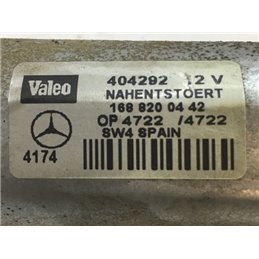 Valeo 404292 12 V
NAHENTSTOERT
168 820 04 42
OP 4722 /4722
4174 SW4 SPAIN